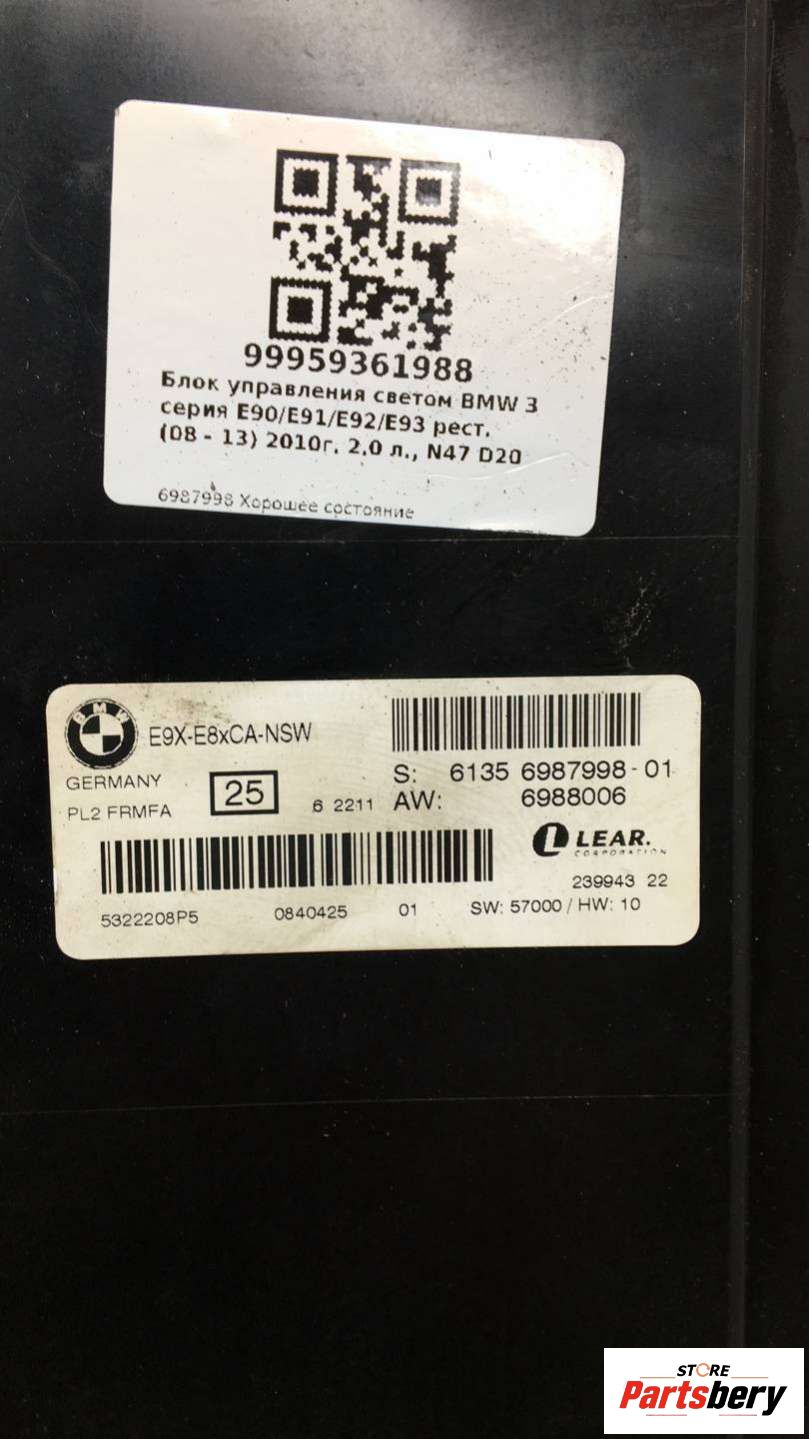 99959361988
Блок управления светом BMW 3
серия E90/E91/E92/E93 рест.
(08 - 13) 2010г. 2,0 л., N47 D20
6987998 Хорошее состояние
BMW
E9X-E8xCA-NSW
GERMANY
PL2 FRMFA
25
6 2211
S: 6135 6987998-01
AW: 6988006
LEAR.
CORPORATION
239943 22
5322208P5 0840425 01 SW: 57000 / HW: 10
STORE
Partsbery